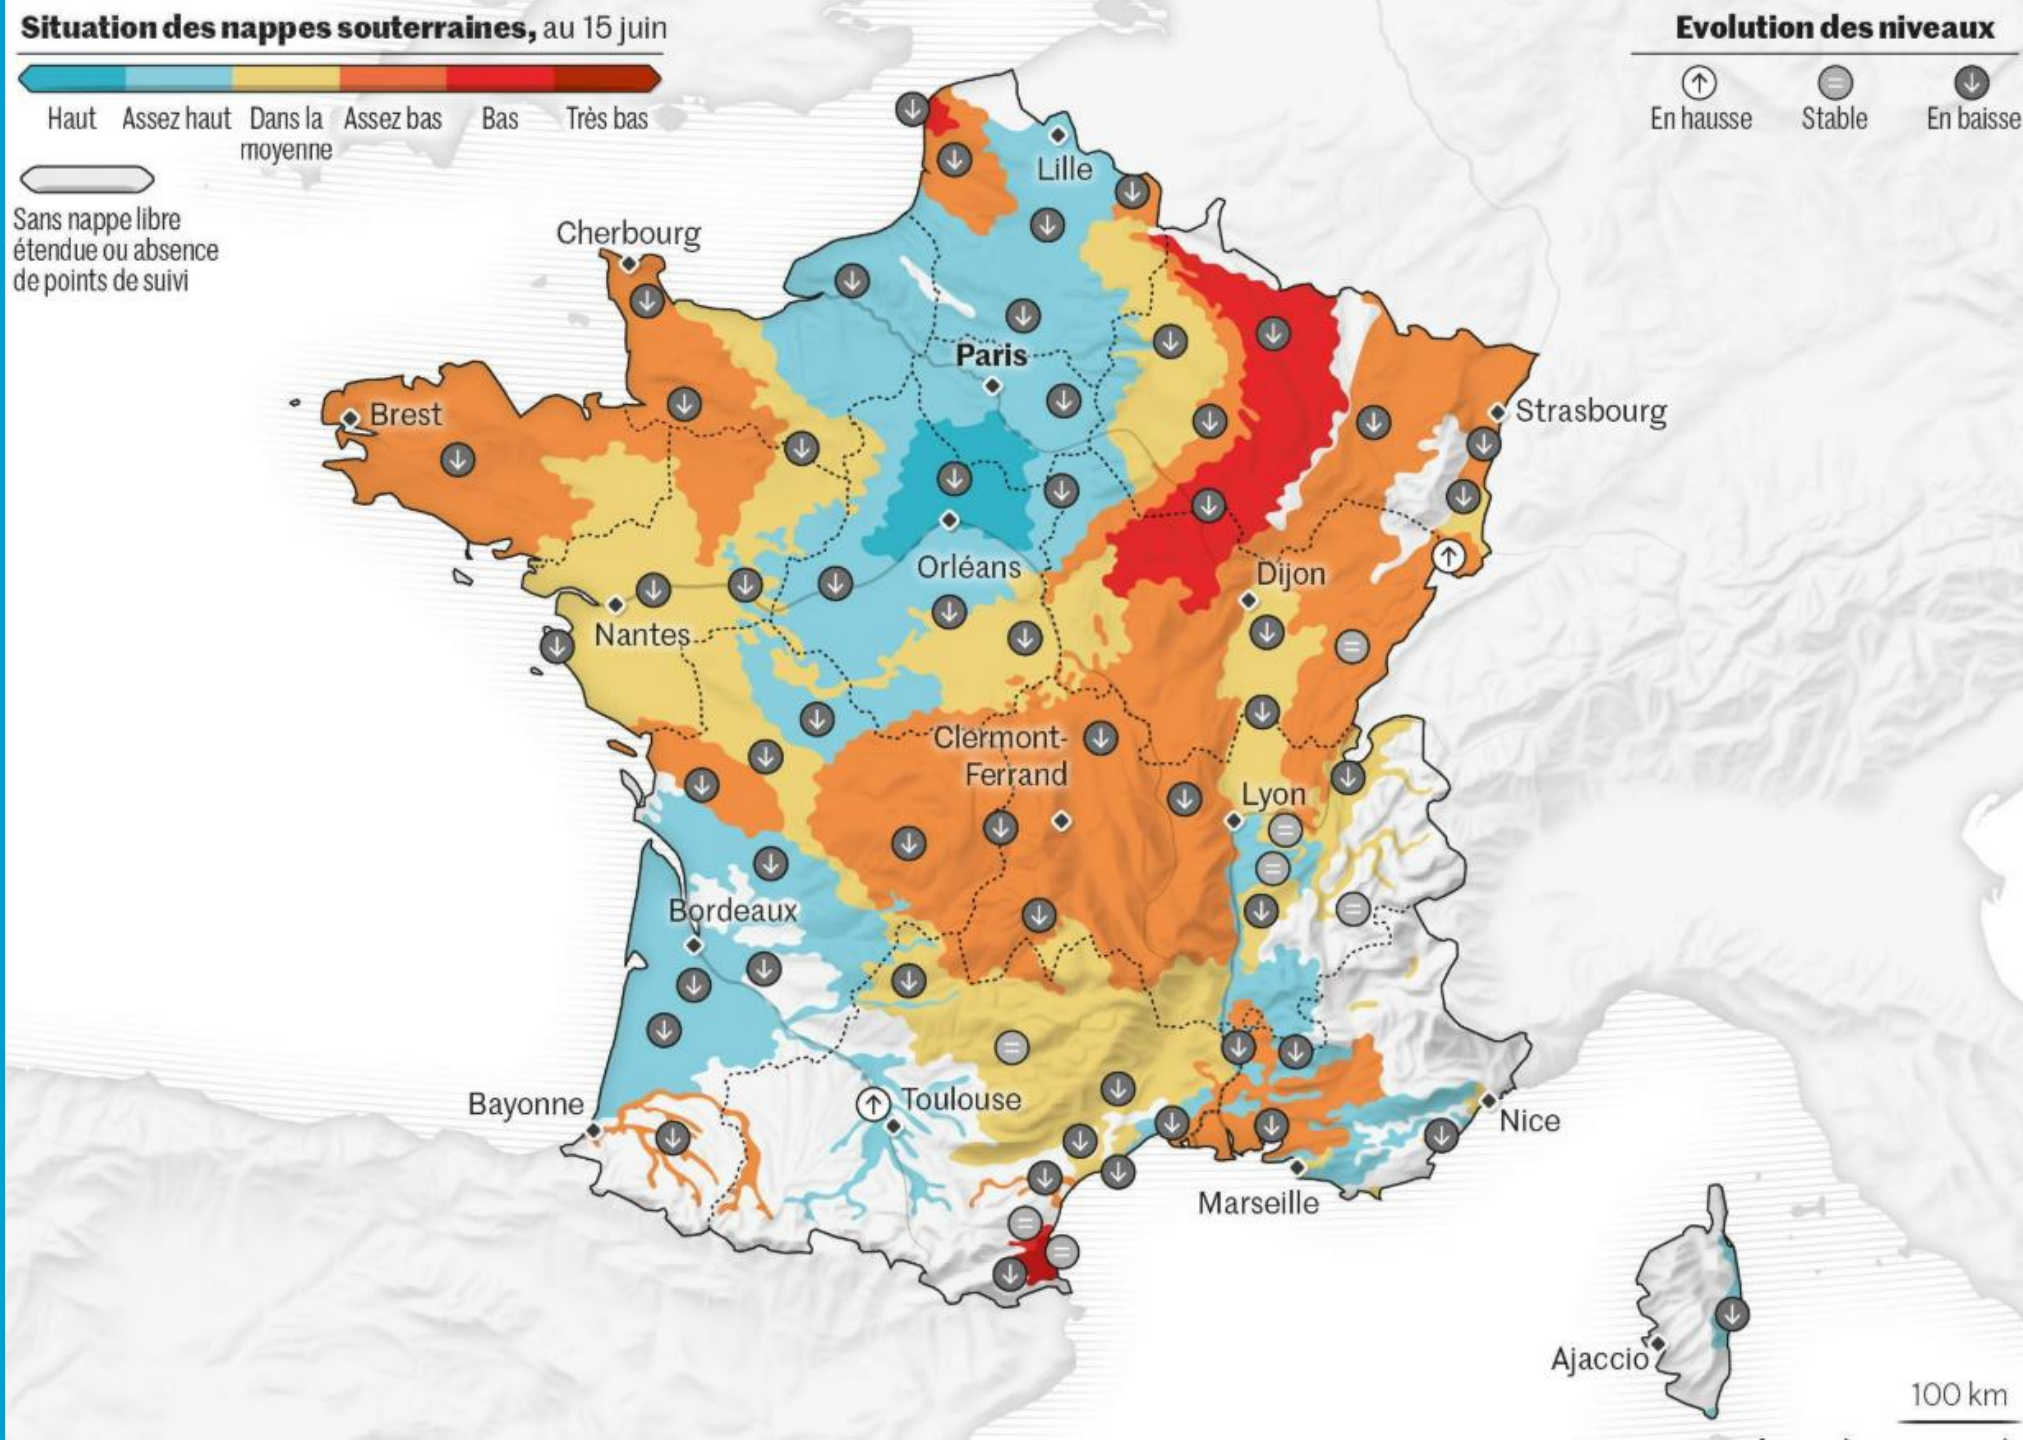 Situation des nappes souterraines, au 15 juin
Haut
Assez haut
Dans la
moyenne
Assez bas
Bas
Très bas
Sans nappe libre
étendue ou absence
de points de suivi
Evolution des niveaux
En hausse
Stable
En baisse
Lille
Cherbourg
Paris
Brest
Strasbourg
Orléans
Dijon
Nantes
Clermont-
Ferrand
Lyon
Bordeaux
Bayonne
Toulouse
Nice
Marseille
Ajaccio
100 km